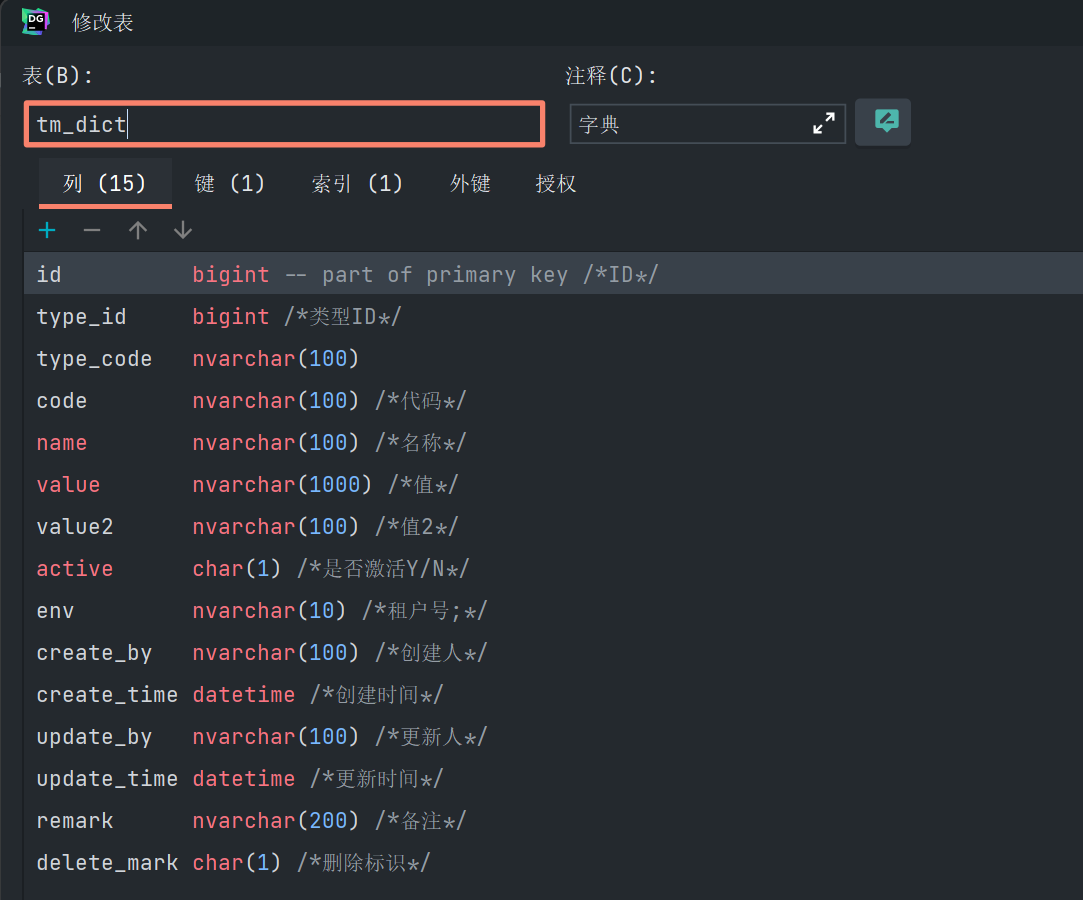 DG 修改表
表(B): 注释(C):
tm_dict 字典
列 (15) 键 (1) 索引 (1) 外键 授权
id bigint -- part of primary key /*ID*/
type_id bigint /*类型ID*/
type_code nvarchar(100)
code nvarchar(100) /*代码*/
name nvarchar(100) /*名称*/
value nvarchar(1000) /*值*/
value2 nvarchar(100) /*值2*/
active char(1) /*是否激活Y/N*/
env nvarchar(10) /*租户号;*/
create_by nvarchar(100) /*创建人*/
create_time datetime /*创建时间*/
update_by nvarchar(100) /*更新人*/
update_time datetime /*更新时间*/
remark nvarchar(200) /*备注*/
delete_mark char(1) /*删除标识*/